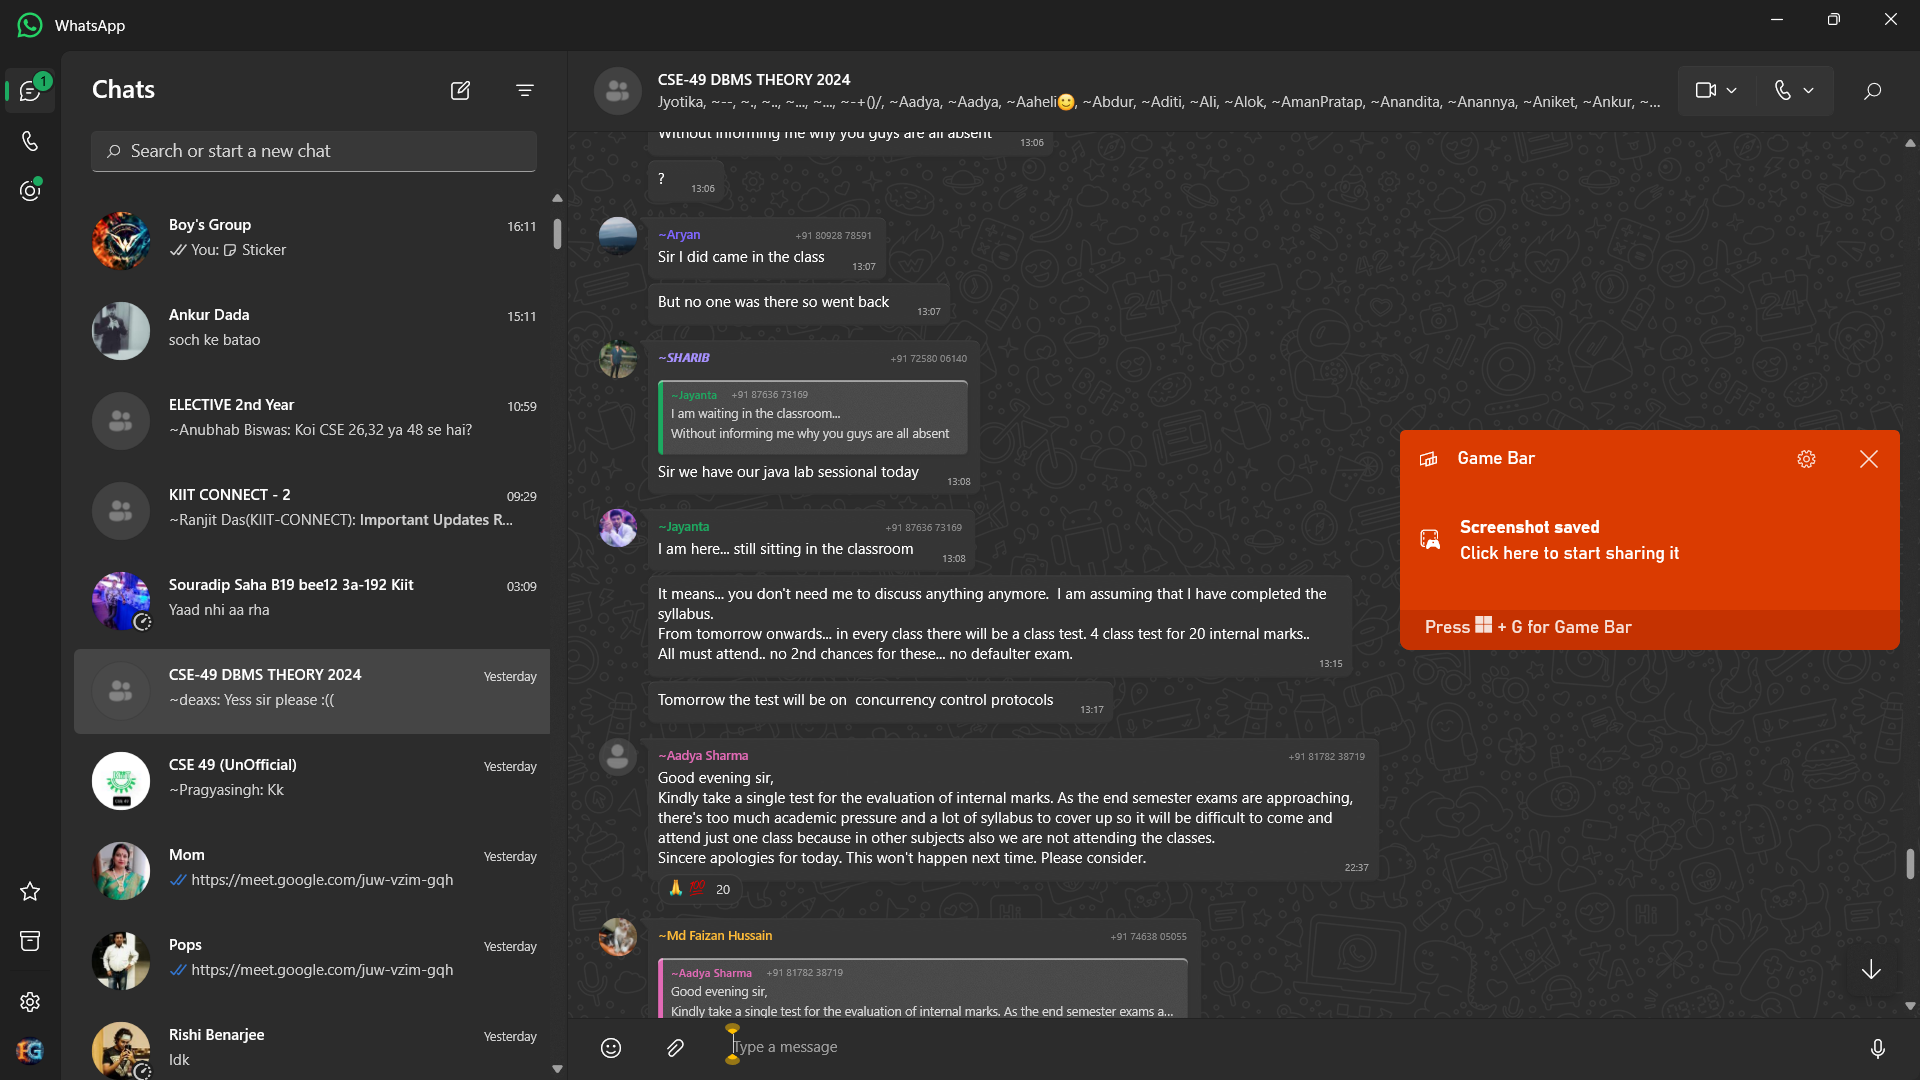 WhatsApp
1
Chats
Search or start a new chat
Boy's Group
16:11
You: Sticker
Ankur Dada
15:11
soch ke batao
ELECTIVE 2nd Year
10:59
~Anubhab Biswas: Koi CSE 26,32 ya 48 se hai?
KIIT CONNECT - 2
09:29
~Ranjit Das(KIIT-CONNECT): Important Updates R...
Souradip Saha B19 bee12 3a-192 Kiit
03:09
Yaad nhi aa rha
CSE-49 DBMS THEORY 2024
Yesterday
~deaxs: Yess sir please :((
CSE 49 (UnOfficial)
Yesterday
~Pragyasingh: Kk
Mom
Yesterday
https://meet.google.com/juw-vzim-gqh
Pops
Yesterday
https://meet.google.com/juw-vzim-gqh
Rishi Benarjee
Yesterday
Idk
CSE-49 DBMS THEORY 2024
Jyotika, ~--, ~., ~.., ~..., ~..., ~-+()/, ~Aadya, ~Aadya, ~Aaheli😊, ~Abdur, ~Aditi, ~Ali, ~Alok, ~AmanPratap, ~Anandita, ~Anannya, ~Aniket, ~Ankur, ~...
Without informing me why you guys are all absent
13:06
?
13:06
~Aryan
+91 80928 78591
Sir I did came in the class
13:07
But no one was there so went back
13:07
~SHARIB
+91 72580 06140
~Jayanta +91 87636 73169
I am waiting in the classroom...
Without informing me why you guys are all absent
Sir we have our java lab sessional today
13:08
~Jayanta
+91 87636 73169
I am here... still sitting in the classroom
13:08
It means... you don't need me to discuss anything anymore. I am assuming that I have completed the
syllabus.
From tomorrow onwards... in every class there will be a class test. 4 class test for 20 internal marks..
All must attend.. no 2nd chances for these... no defaulter exam.
13:15
Tomorrow the test will be on concurrency control protocols
13:17
~Aadya Sharma
+91 81782 38719
Good evening sir,
Kindly take a single test for the evaluation of internal marks. As the end semester exams are approaching,
there's too much academic pressure and a lot of syllabus to cover up so it will be difficult to come and
attend just one class because in other subjects also we are not attending the classes.
Sincere apologies for today. This won't happen next time. Please consider.
22:37
🙏 💯 20
~Md Faizan Hussain
+91 74638 05055
~Aadya Sharma +91 81782 38719
Good evening sir,
Kindly take a single test for the evaluation of internal marks. As the end semester exams a...
Type a message
Game Bar
Screenshot saved
Click here to start sharing it
Press + G for Game Bar